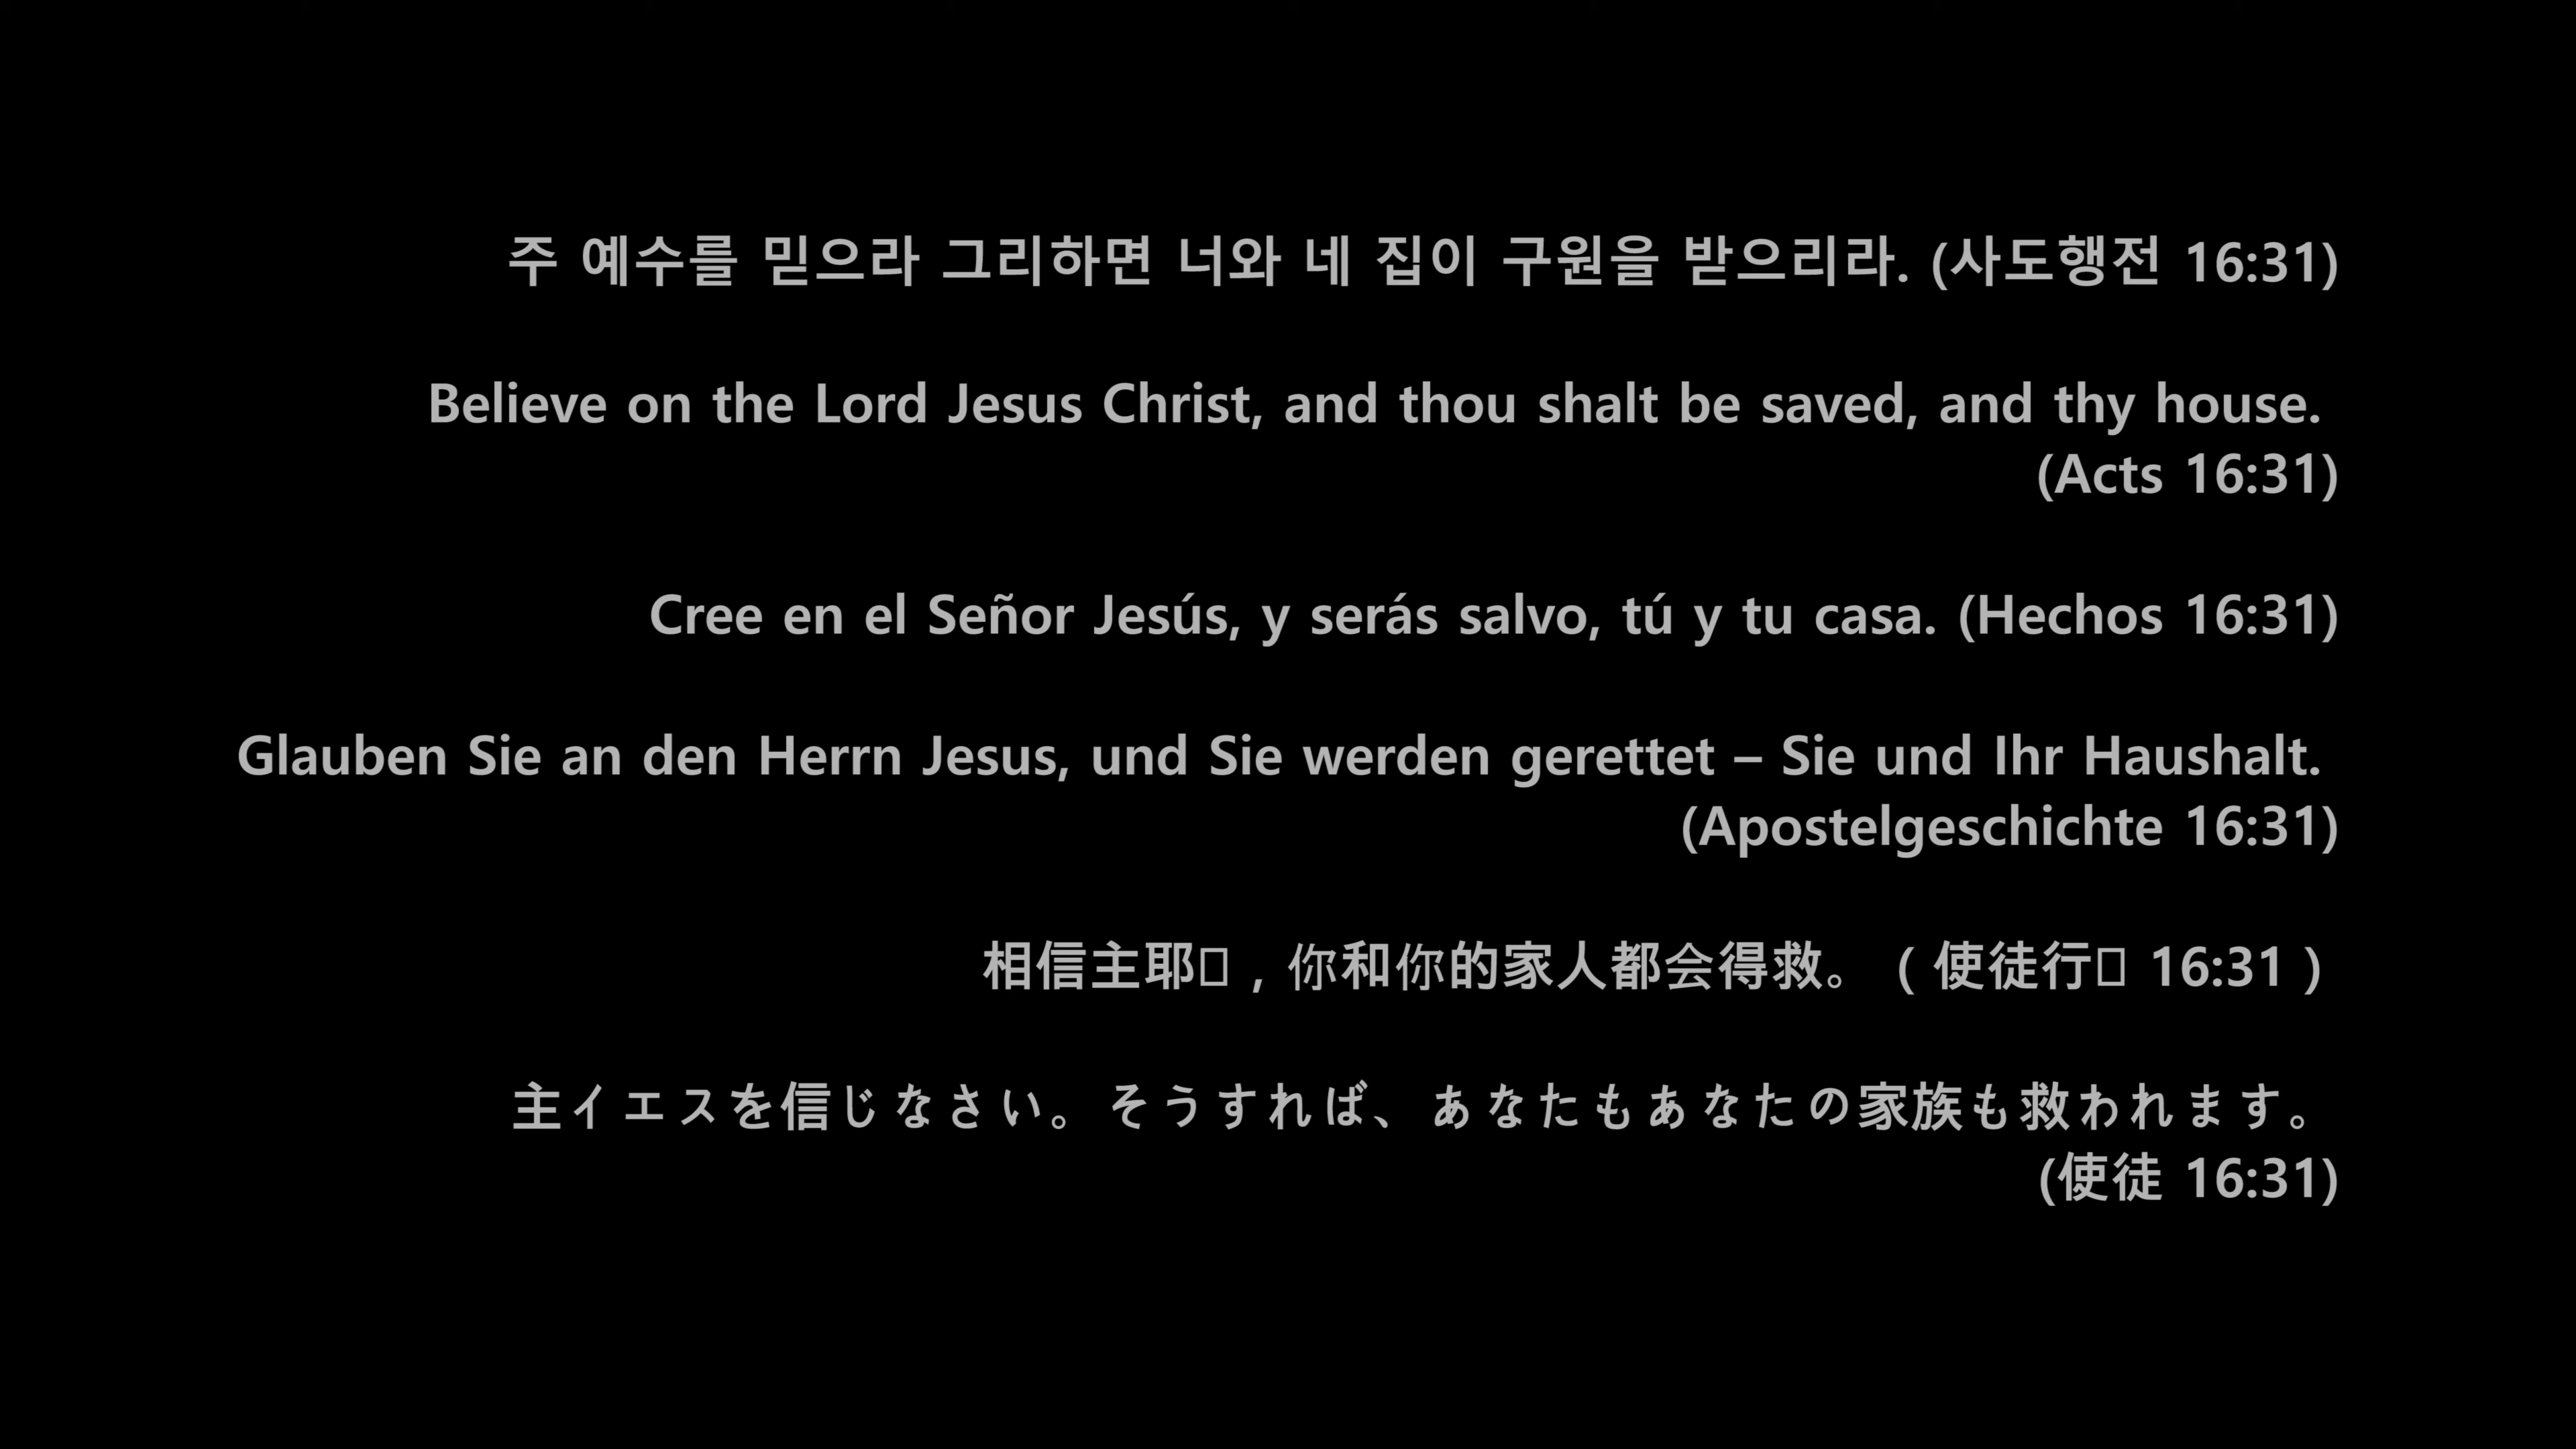 주 예수를 믿으라 그리하면 너와 네 집이 구원을 받으리라. (사도행전 16:31)
Believe on the Lord Jesus Christ, and thou shalt be saved, and thy house.
(Acts 16:31)
Cree en el Señor Jesús, y serás salvo, tú y tu casa. (Hechos 16:31)
Glauben Sie an den Herrn Jesus, und Sie werden gerettet – Sie und Ihr Haushalt.
(Apostelgeschichte 16:31)
相信主耶▯，你和你的家人都会得救。（使徒行▯ 16:31）
主イエスを信じなさい。そうすれば、あなたもあなたの家族も救われます。
(使徒 16:31)